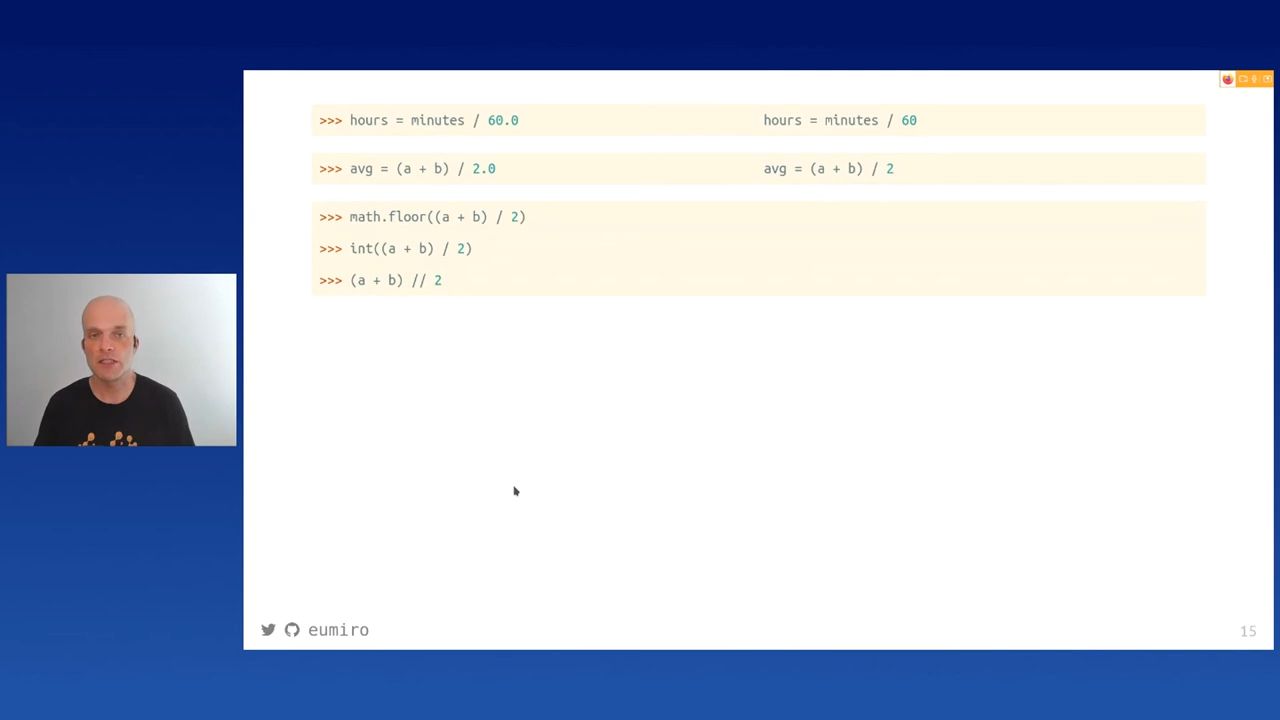 >>> hours = minutes / 60.0 hours = minutes / 60
>>> avg = (a + b) / 2.0 avg = (a + b) / 2
>>> math.floor((a + b) / 2)
>>> int((a + b) / 2)
>>> (a + b) // 2
eumiro
15